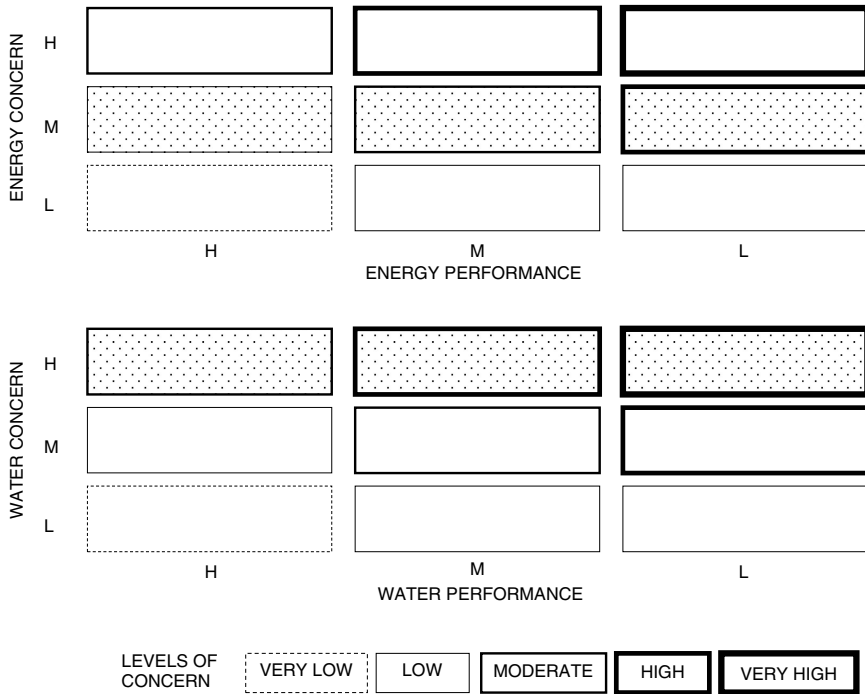 ENERGY CONCERN
H
M
L
H M L
ENERGY PERFORMANCE
WATER CONCERN
H
M
L
H M L
WATER PERFORMANCE
LEVELS OF
CONCERN
VERY LOW LOW MODERATE HIGH VERY HIGH